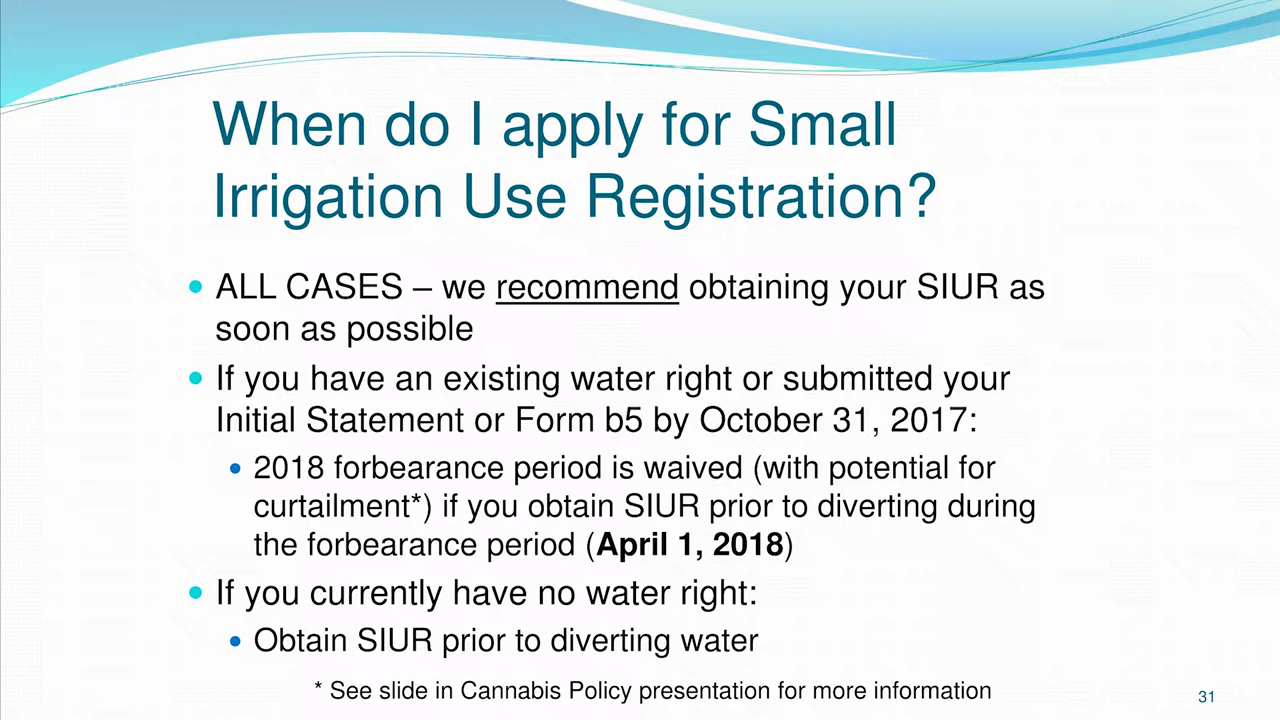 When do I apply for Small
Irrigation Use Registration?
ALL CASES – we recommend obtaining your SIUR as
soon as possible
If you have an existing water right or submitted your
Initial Statement or Form b5 by October 31, 2017:
2018 forbearance period is waived (with potential for
curtailment*) if you obtain SIUR prior to diverting during
the forbearance period (April 1, 2018)
If you currently have no water right:
Obtain SIUR prior to diverting water
* See slide in Cannabis Policy presentation for more information
31